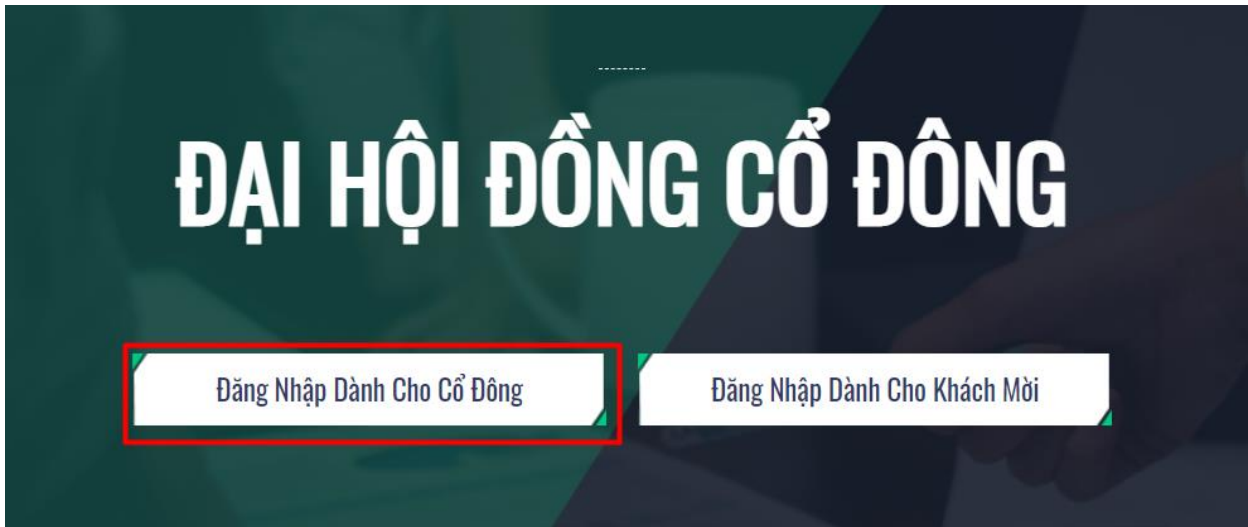 --------
ĐẠI HỘI ĐỒNG CỔ ĐÔNG
Đăng Nhập Dành Cho Cổ Đông
Đăng Nhập Dành Cho Khách Mời